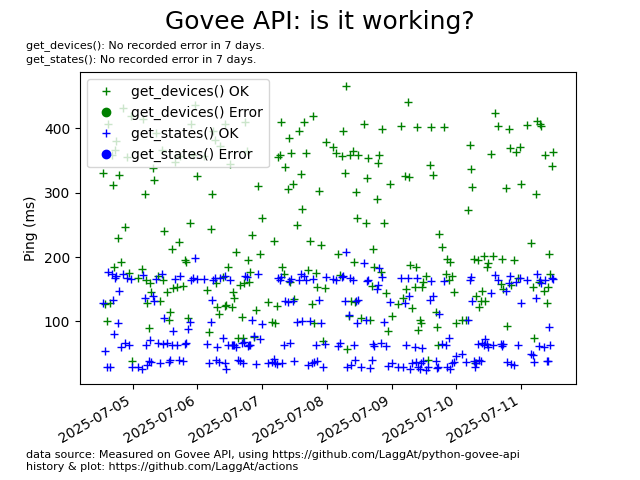 Govee API: is it working?
get_devices(): No recorded error in 7 days.
get_states(): No recorded error in 7 days.
get_devices() OK
get_devices() Error
get_states() OK
get_states() Error
Ping (ms)
400
300
200
100
2025-07-05
2025-07-06
2025-07-07
2025-07-08
2025-07-09
2025-07-10
2025-07-11
data source: Measured on Govee API, using https://github.com/LaggAt/python-govee-api
history & plot: https://github.com/LaggAt/actions